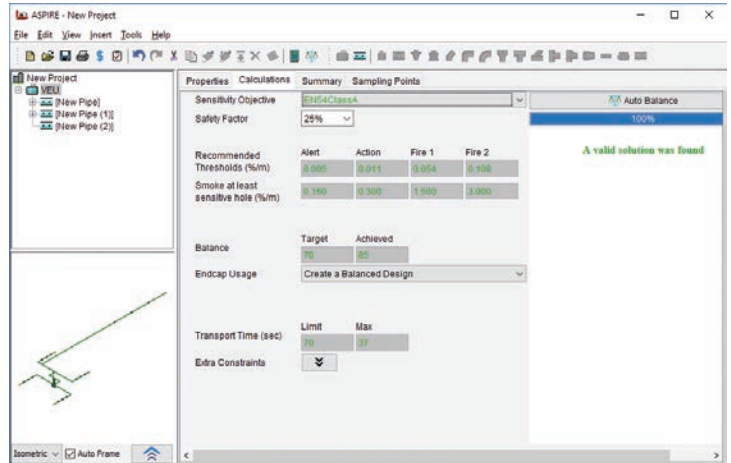 ASPIRE - New Project
File Edit View Insert Tools Help
New Project
VEU
[New Pipe]
[New Pipe (1)]
[New Pipe (2)]
Properties Calculations Summary Sampling Points
Sensitivity Objective EN54ClassA
Auto Balance
Safety Factor 25%
100%
A valid solution was found
Alert Action Fire 1 Fire 2
Recommended
Thresholds (%/m) 0.005 0.011 0.054 0.108
Smoke at least
sensitive hole (%/m) 0.160 0.300 1.500 3.000
Target Achieved
Balance 70 85
Endcap Usage Create a Balanced Design
Limit Max
Transport Time (sec) 70 37
Extra Constraints
Isometric Auto Frame